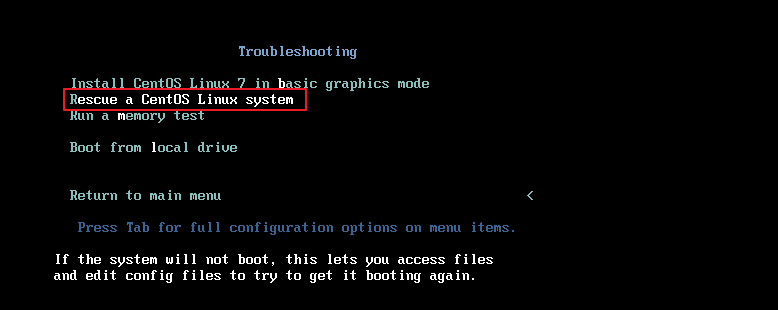 Troubleshooting
Install CentOS Linux 7 in basic graphics mode
Rescue a CentOS Linux system
Run a memory test
Boot from local drive
Return to main menu <
Press Tab for full configuration options on menu items.
If the system will not boot, this lets you access files
and edit config files to try to get it booting again.